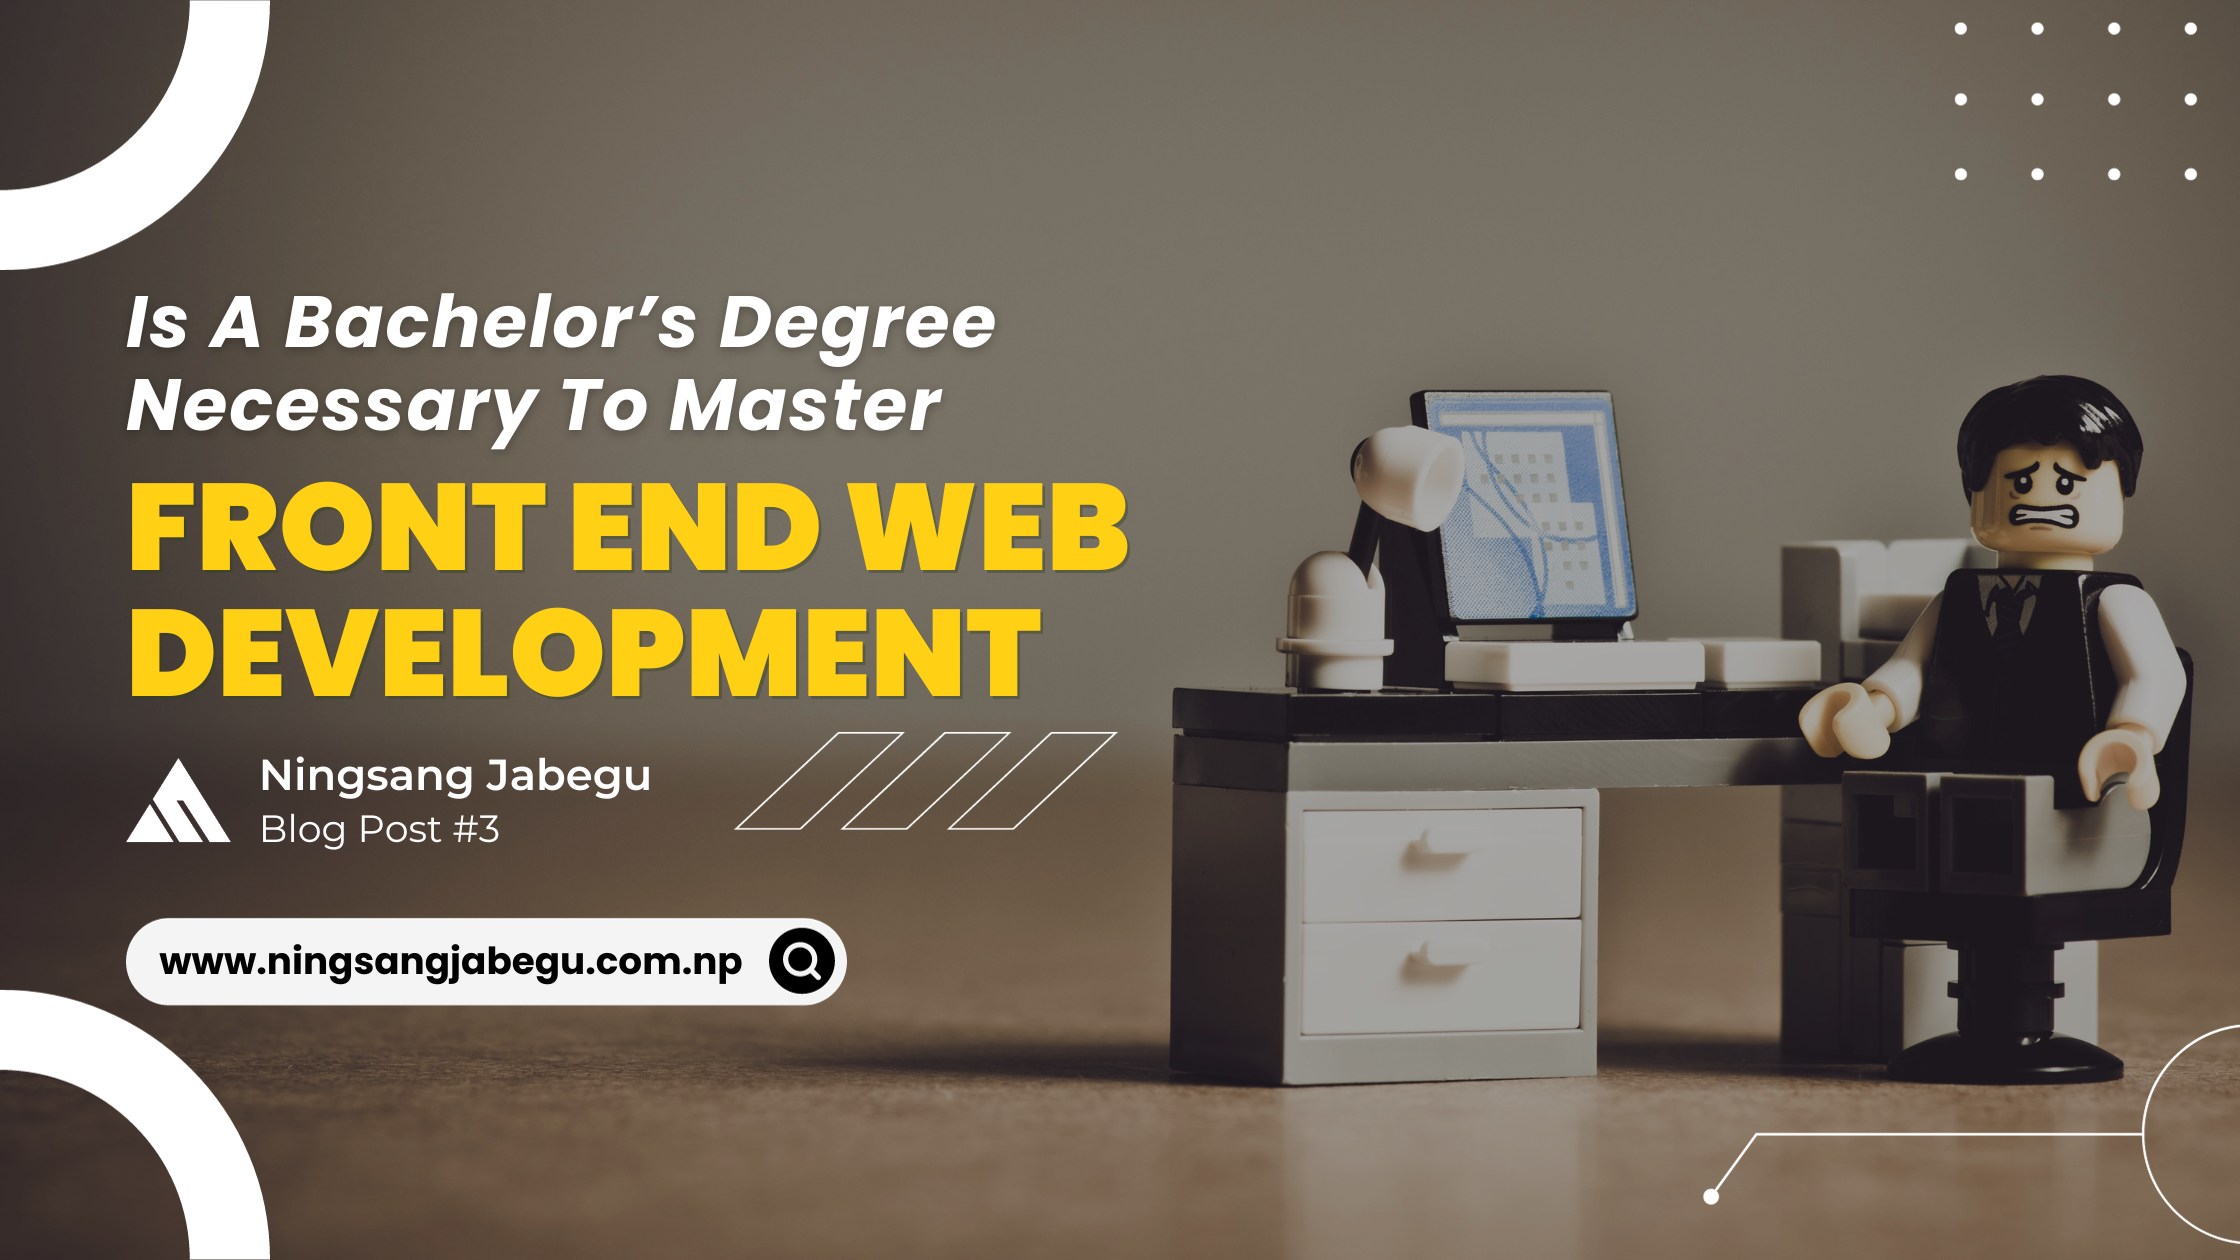 Is A Bachelor’s Degree
Necessary To Master
FRONT END WEB
DEVELOPMENT
Ningsang Jabegu
Blog Post #3
www.ningsangjabegu.com.np